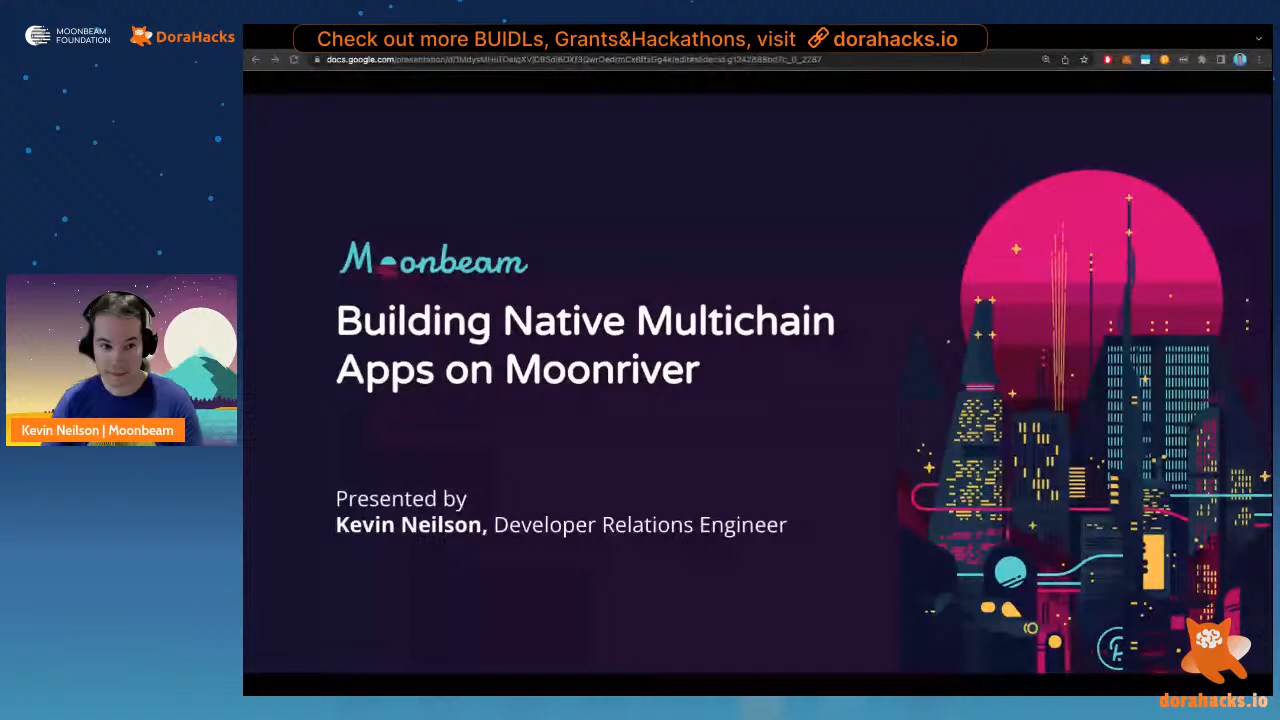 MOONBEAM
FOUNDATION
DoraHacks
Check out more BUIDLs, Grants&Hackathons, visit dorahacks.io
Moonbeam
Building Native Multichain
Apps on Moonriver
Presented by
Kevin Neilson, Developer Relations Engineer
Kevin Neilson | Moonbeam
dorahacks.io